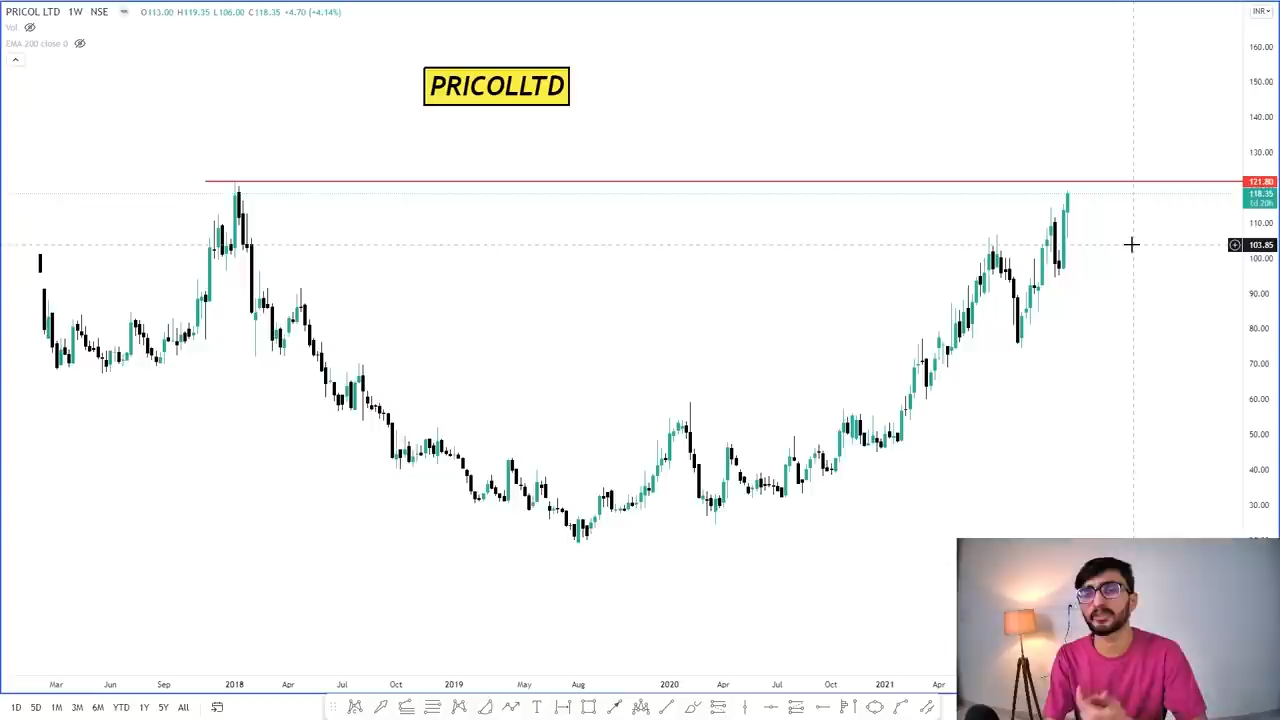 PRICOL LTD 1W NSE O113.00 H119.35 L106.00 C118.35 +4.70 (+4.14%)
INR
Vol
EMA 200 close 0
160.00
PRICOLLTD
150.00
140.00
130.00
121.80
118.35
1d 20h
110.00
103.85
100.00
90.00
80.00
70.00
60.00
50.00
40.00
30.00
Mar Jun Sep 2018 Apr Jul Oct 2019 May Aug 2020 Apr Jul Oct 2021 Apr
1D 5D 1M 3M 6M YTD 1Y 5Y All